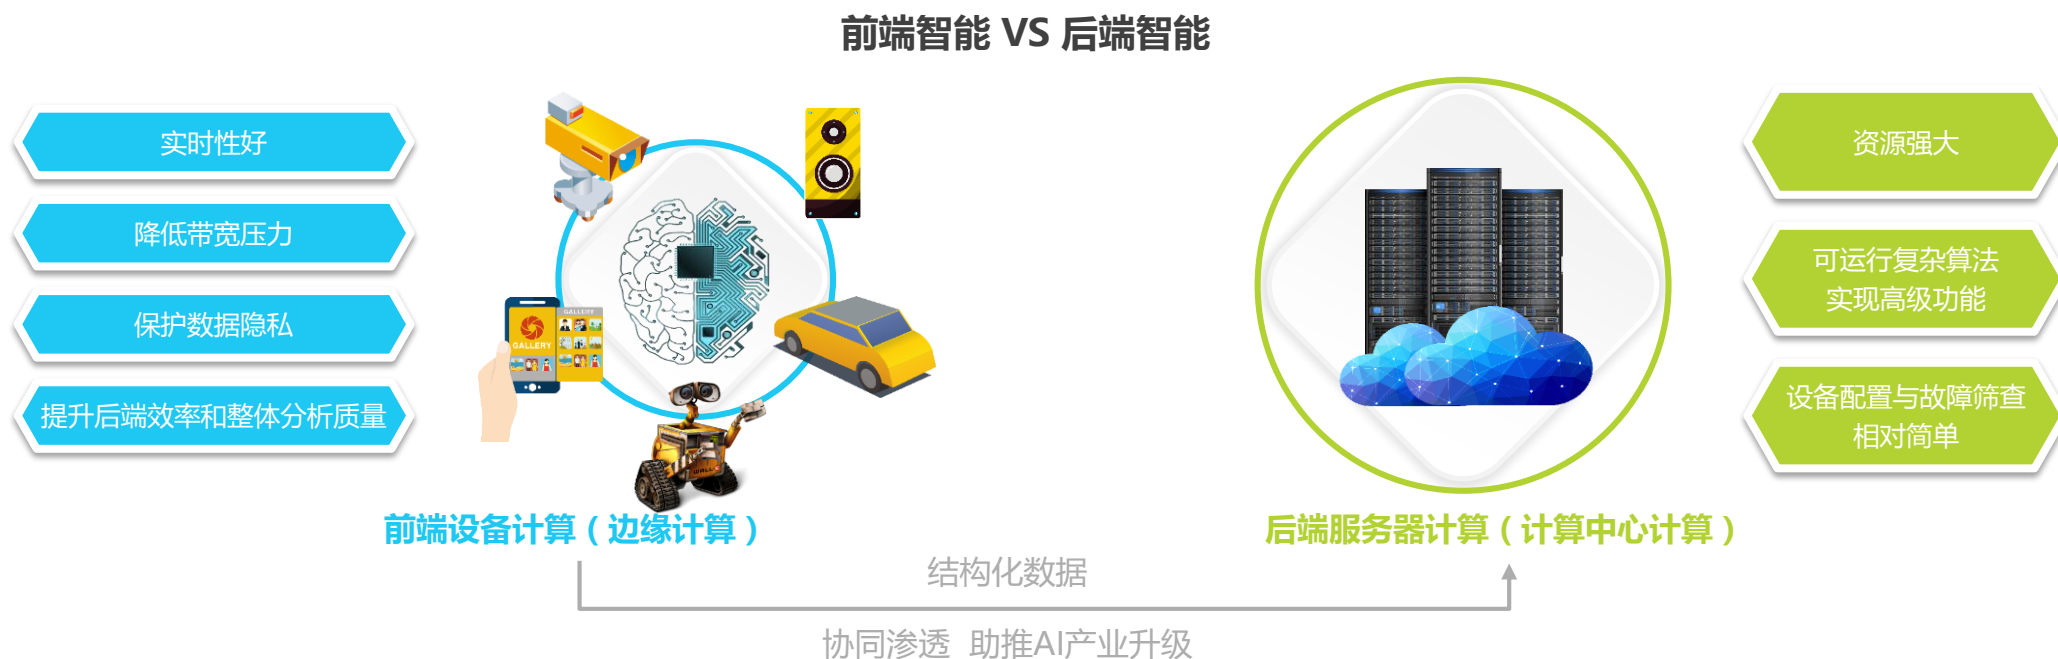 前端智能 VS 后端智能
实时性好
降低带宽压力
保护数据隐私
提升后端效率和整体分析质量
GALLERY
GALLERY
WALL·E
资源强大
可运行复杂算法
实现高级功能
设备配置与故障筛查
相对简单
前端设备计算（边缘计算）
后端服务器计算（计算中心计算）
结构化数据
协同渗透 助推AI产业升级